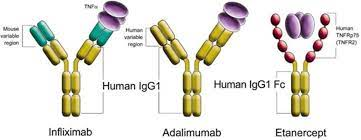 Mouse
variable
region
TNFα
Human IgG1
Infliximab
Human
variable
region
Adalimumab
Human
TNFRp75
(TNFR2)
Human IgG1 Fc
Etanercept